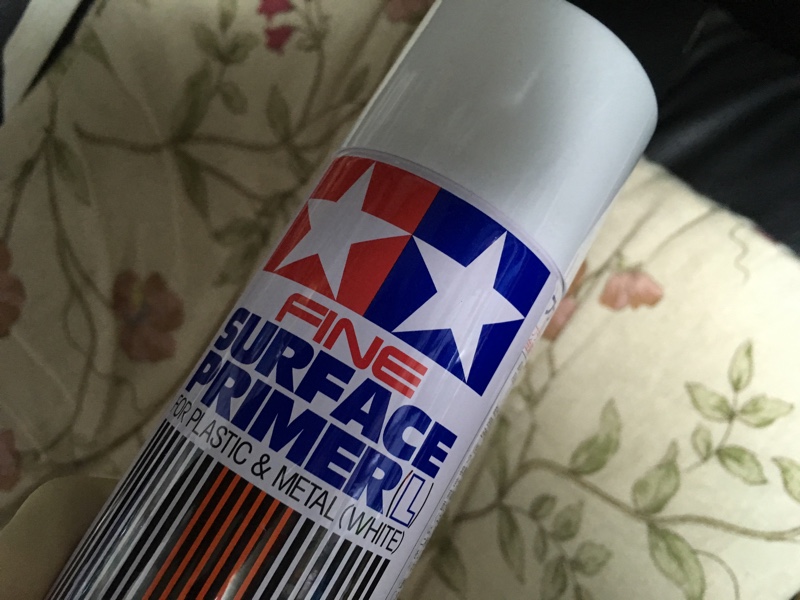 FINE
SURFACE
PRIMER(L)
FOR PLASTIC & METAL (WHITE)